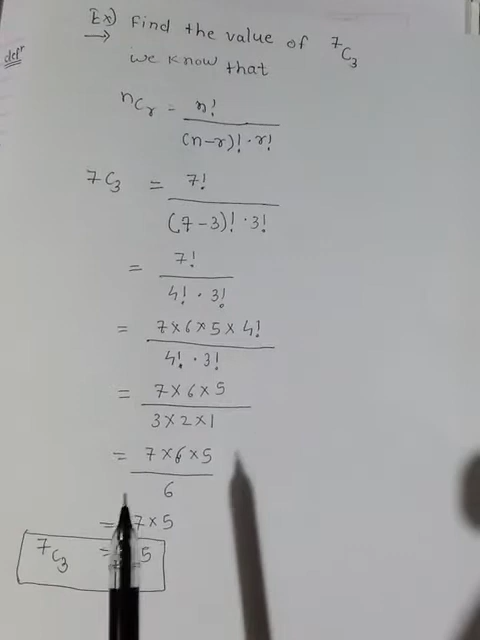 Ex) Find the value of ⁷C₃
we know that
ⁿCᵣ = n! / (n-r)! · r!
7C₃ = 7! / (7-3)! · 3!
= 7! / 4! · 3!
= 7×6×5×4! / 4! · 3!
= 7×6×5 / 3×2×1
= 7×6×5 / 6
= 7×5
⁷C₃ = 5